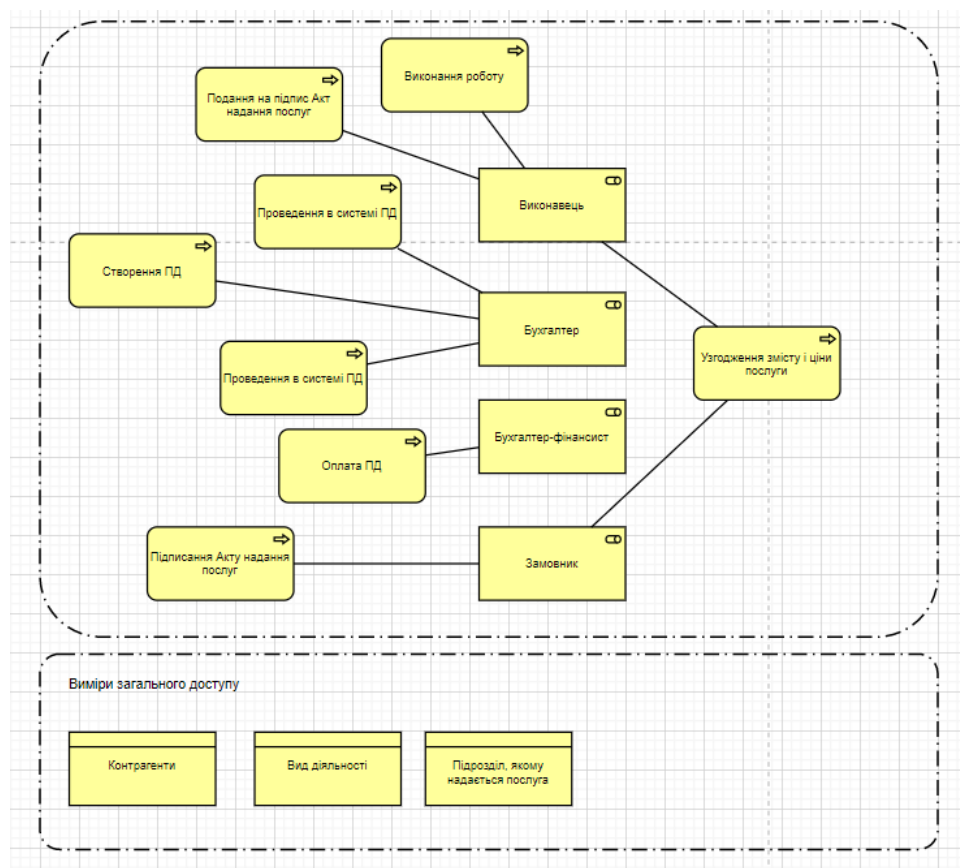 Виконання роботу
Подання на підпис Акт
надання послуг
Виконавець
Проведення в системі ПД
Створення ПД
Бухгалтер
Узгодження змісту і ціни
послуги
Проведення в системі ПД
Бухгалтер-фінансист
Оплата ПД
Підписання Акту надання
послуг
Замовник
Виміри загального доступу
Контрагенти
Вид діяльності
Підрозділ, якому
надається послуга